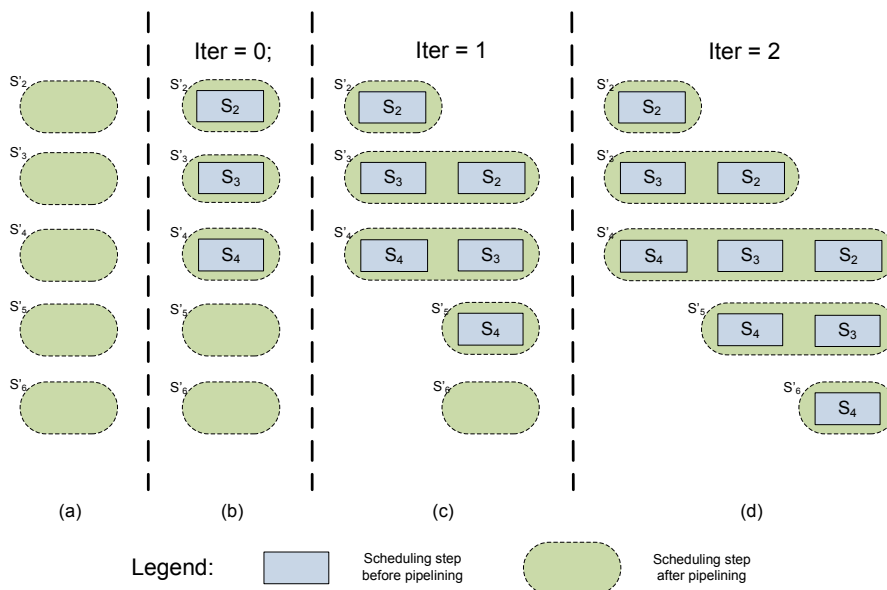 Iter = 0;
Iter = 1
Iter = 2
S'2
S'2 S2
S'2 S2
S'2 S2
S'3
S'3 S3
S'3 S3 S2
S'3 S3 S2
S'4
S'4 S4
S'4 S4 S3
S'4 S4 S3 S2
S'5
S'5
S'5 S4
S'5 S4 S3
S'6
S'6
S'6
S'6 S4
(a)
(b)
(c)
(d)
Legend:
Scheduling step
before pipelining
Scheduling step
after pipelining